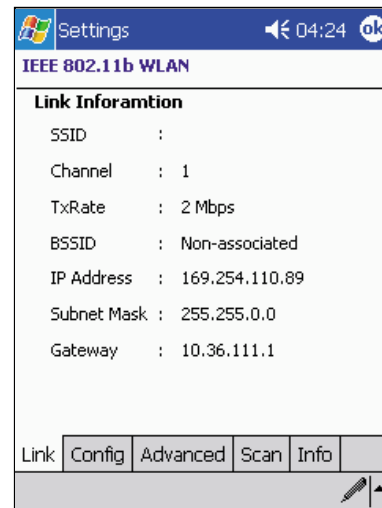 Settings 04:24 ok
IEEE 802.11b WLAN
Link Inforamtion
SSID :
Channel : 1
TxRate : 2 Mbps
BSSID : Non-associated
IP Address : 169.254.110.89
Subnet Mask : 255.255.0.0
Gateway : 10.36.111.1
Link Config Advanced Scan Info